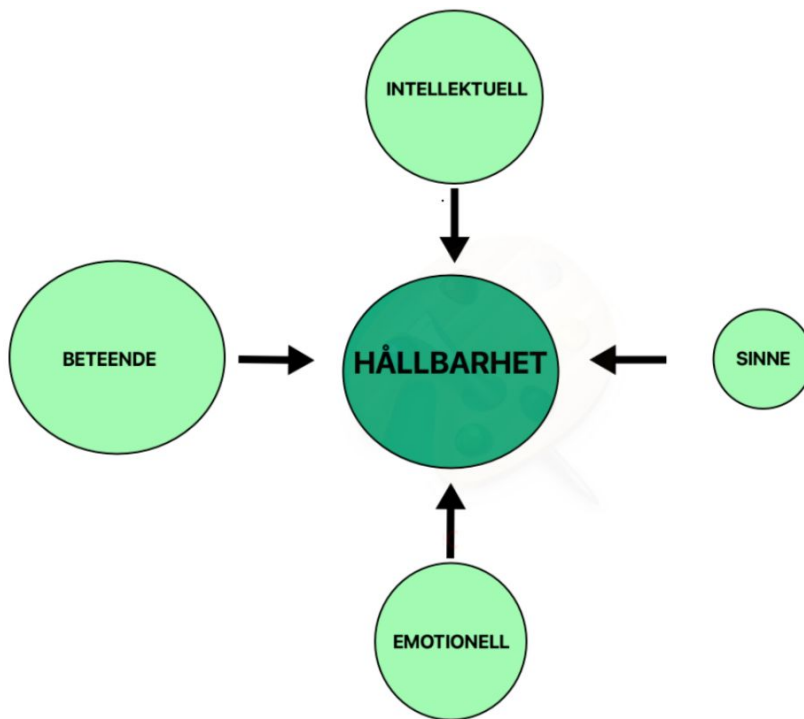 INTELLEKTUELL
BETEENDE
HÅLLBARHET
SINNE
EMOTIONELL